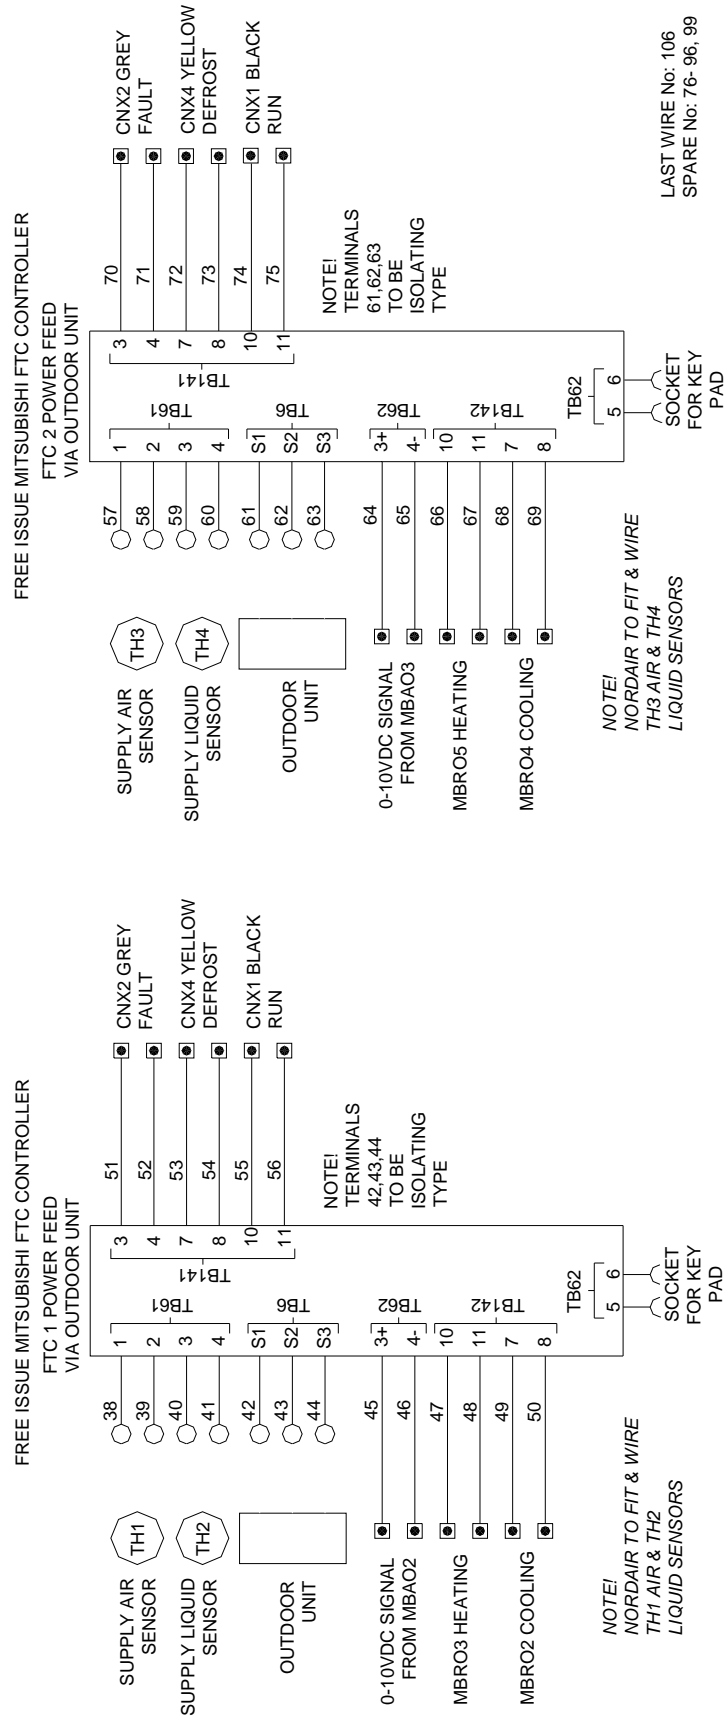 FREE ISSUE MITSUBISHI FTC CONTROLLER
FTC 1 POWER FEED
VIA OUTDOOR UNIT
SUPPLY AIR
SENSOR
TH1
SUPPLY LIQUID
SENSOR
TH2
OUTDOOR
UNIT
0-10VDC SIGNAL
FROM MBAO2
MBRO3 HEATING
MBRO2 COOLING
38
39
40
41
42
43
44
45
46
47
48
49
50
1
2
3
4
TB61
S1
S2
S3
TB6
3+
4-
TB62
10
11
7
8
TB142
3
4
7
8
10
11
TB141
51
52
53
54
55
56
CNX2 GREY
FAULT
CNX4 YELLOW
DEFROST
CNX1 BLACK
RUN
NOTE!
TERMINALS
42,43,44
TO BE
ISOLATING
TYPE
TB62
5
6
SOCKET
FOR KEY
PAD
NOTE!
NORDAIR TO FIT & WIRE
TH1 AIR & TH2
LIQUID SENSORS
FREE ISSUE MITSUBISHI FTC CONTROLLER
FTC 2 POWER FEED
VIA OUTDOOR UNIT
SUPPLY AIR
SENSOR
TH3
SUPPLY LIQUID
SENSOR
TH4
OUTDOOR
UNIT
0-10VDC SIGNAL
FROM MBAO3
MBRO5 HEATING
MBRO4 COOLING
57
58
59
60
61
62
63
64
65
66
67
68
69
1
2
3
4
TB61
S1
S2
S3
TB6
3+
4-
TB62
10
11
7
8
TB142
3
4
7
8
10
11
TB141
70
71
72
73
74
75
CNX2 GREY
FAULT
CNX4 YELLOW
DEFROST
CNX1 BLACK
RUN
NOTE!
TERMINALS
61,62,63
TO BE
ISOLATING
TYPE
TB62
5
6
SOCKET
FOR KEY
PAD
NOTE!
NORDAIR TO FIT & WIRE
TH3 AIR & TH4
LIQUID SENSORS
LAST WIRE No: 106
SPARE No: 76- 96, 99